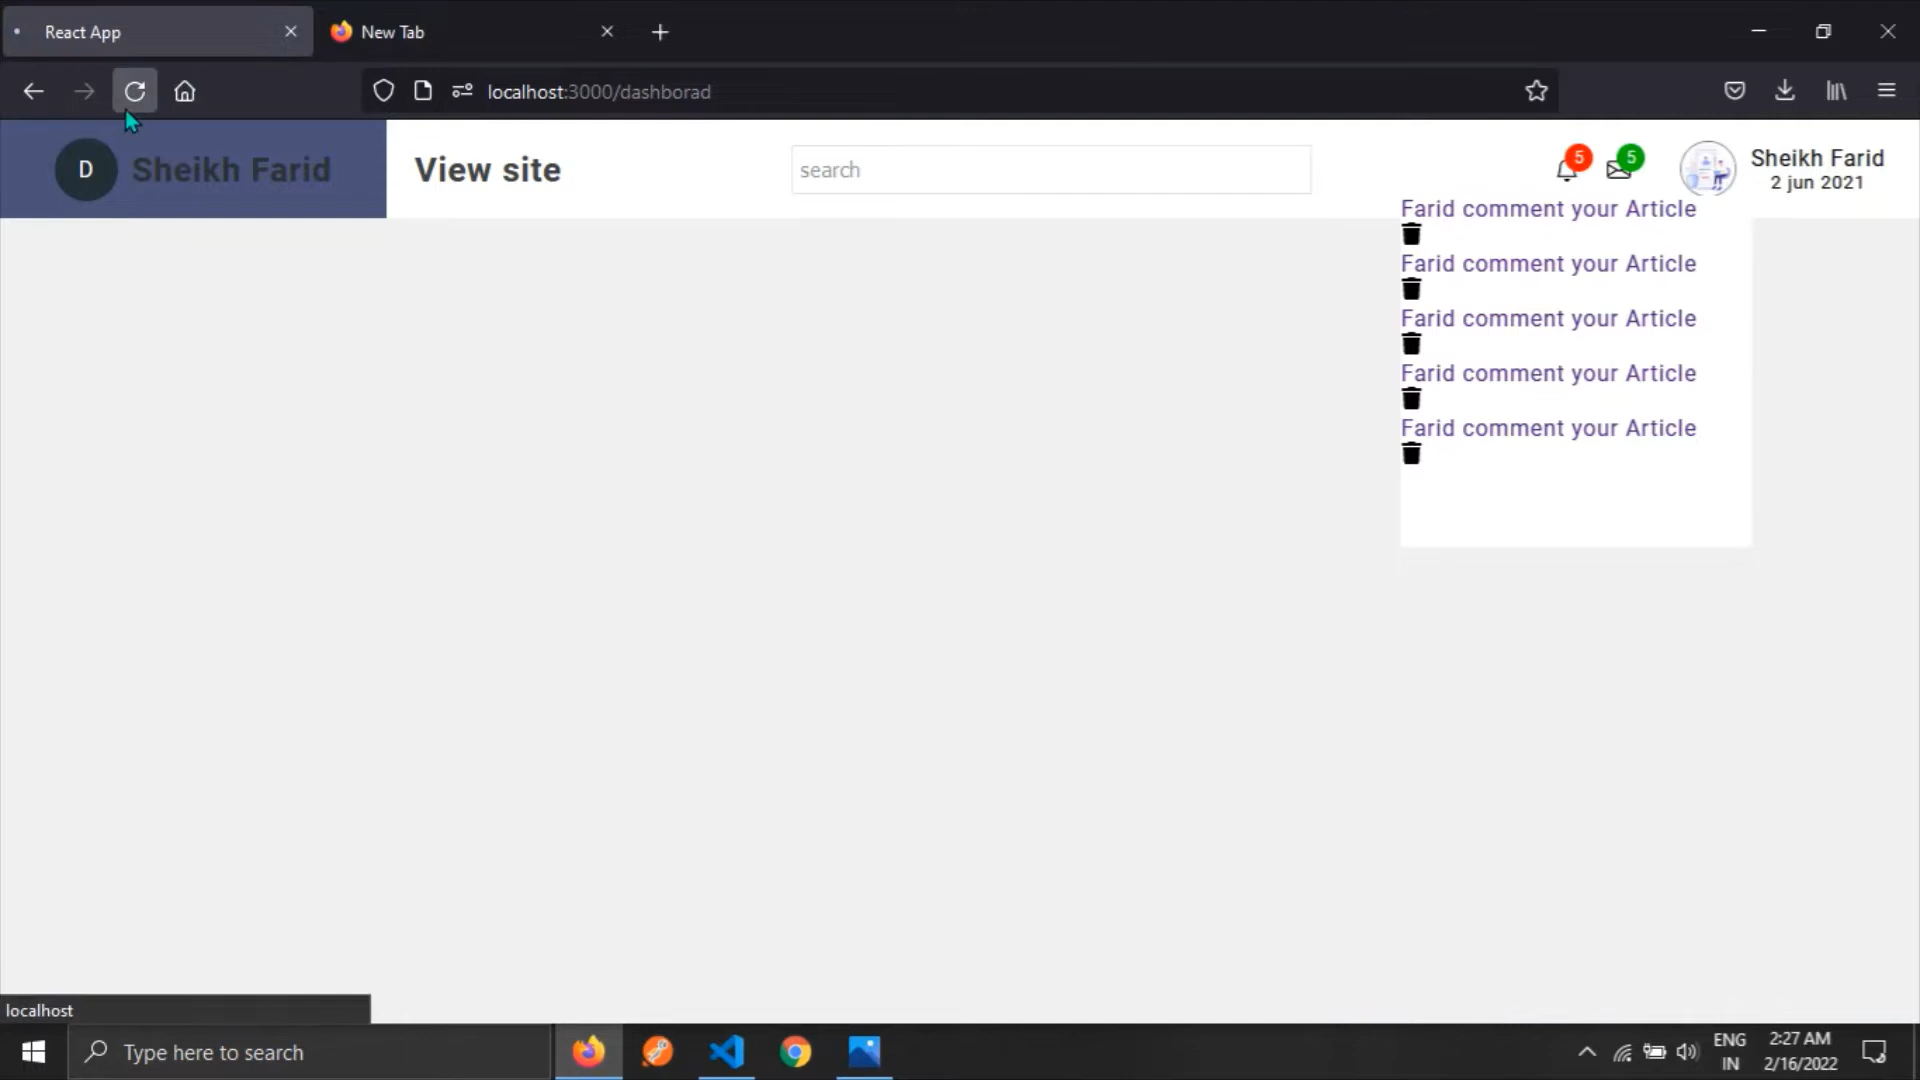 React App
New Tab
localhost:3000/dashborad
D Sheikh Farid
View site
search
5
5
Sheikh Farid
2 jun 2021
Farid comment your Article
Farid comment your Article
Farid comment your Article
Farid comment your Article
Farid comment your Article
localhost
Type here to search
ENG
IN
2:27 AM
2/16/2022